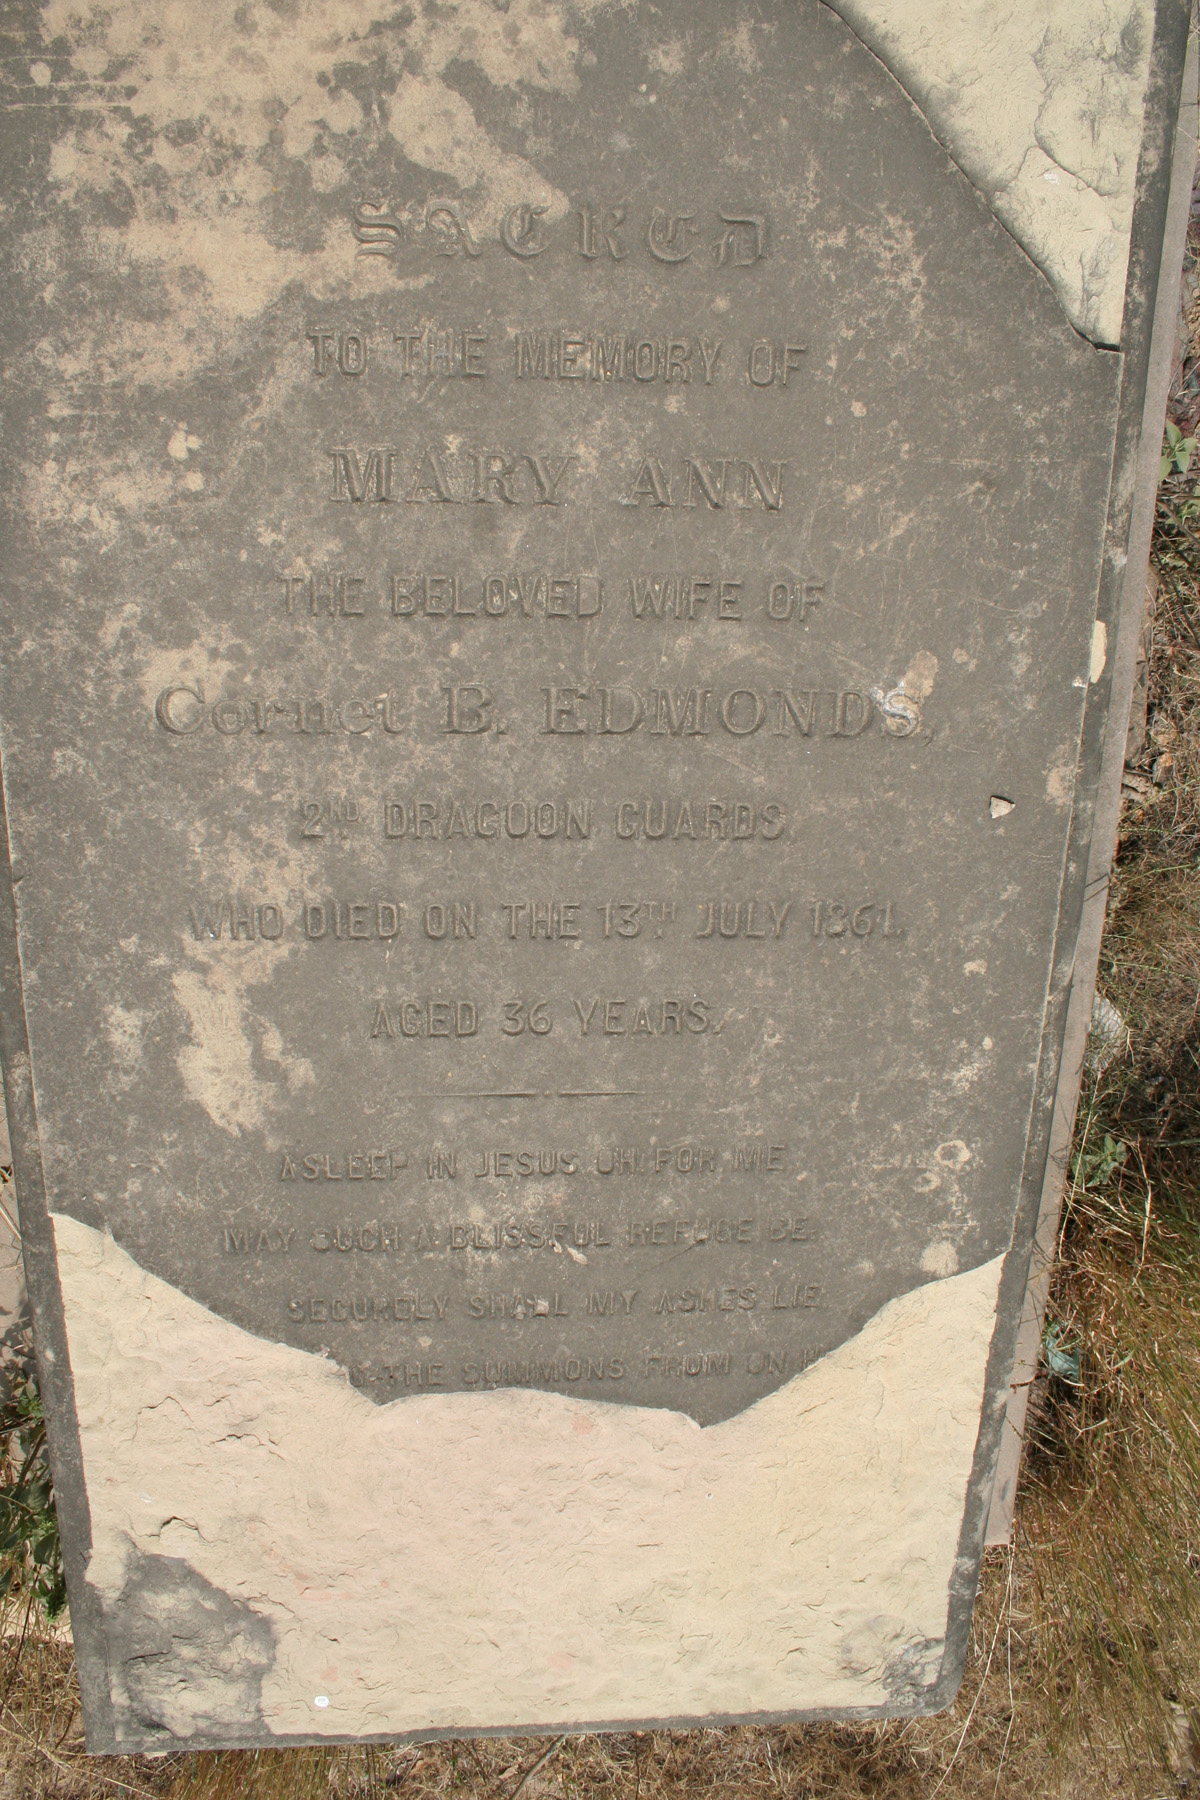 SACRED
TO THE MEMORY OF
MARY ANN
THE BELOVED WIFE OF
Cornet B. EDMONDS,
2ND DRAGOON GUARDS
WHO DIED ON THE 13TH JULY 1861.
AGED 36 YEARS.
ASLEEP IN JESUS OH FOR ME
MAY SUCH A BLISSFUL REFUGE BE.
SECURELY SHALL MY ASHES LIE
THE SUMMONS FROM ON